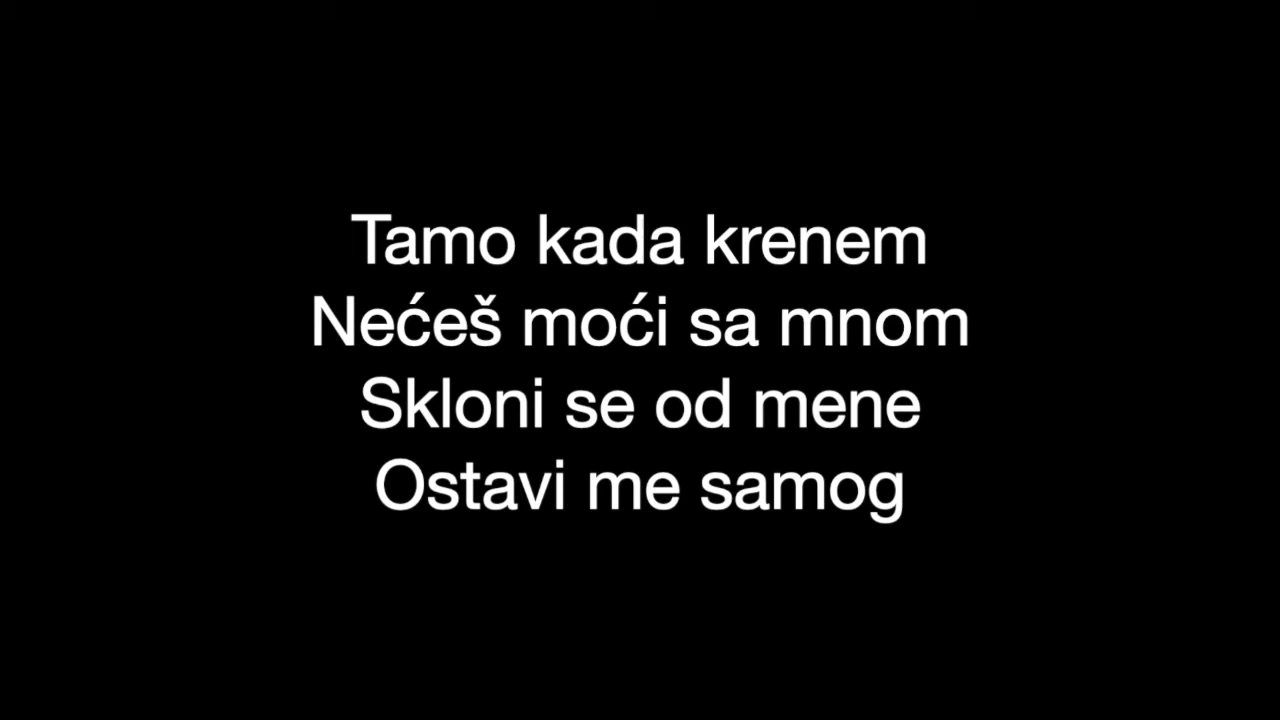 Tamo kada krenem
Nećeš moći sa mnom
Skloni se od mene
Ostavi me samog